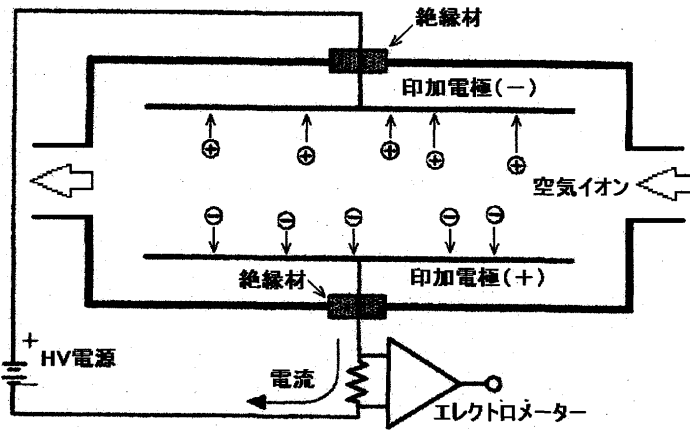 絶縁材
印加電極(-)
空気イオン
印加電極(+)
絶縁材
+
HV電源
-
電流
エレクトロメーター